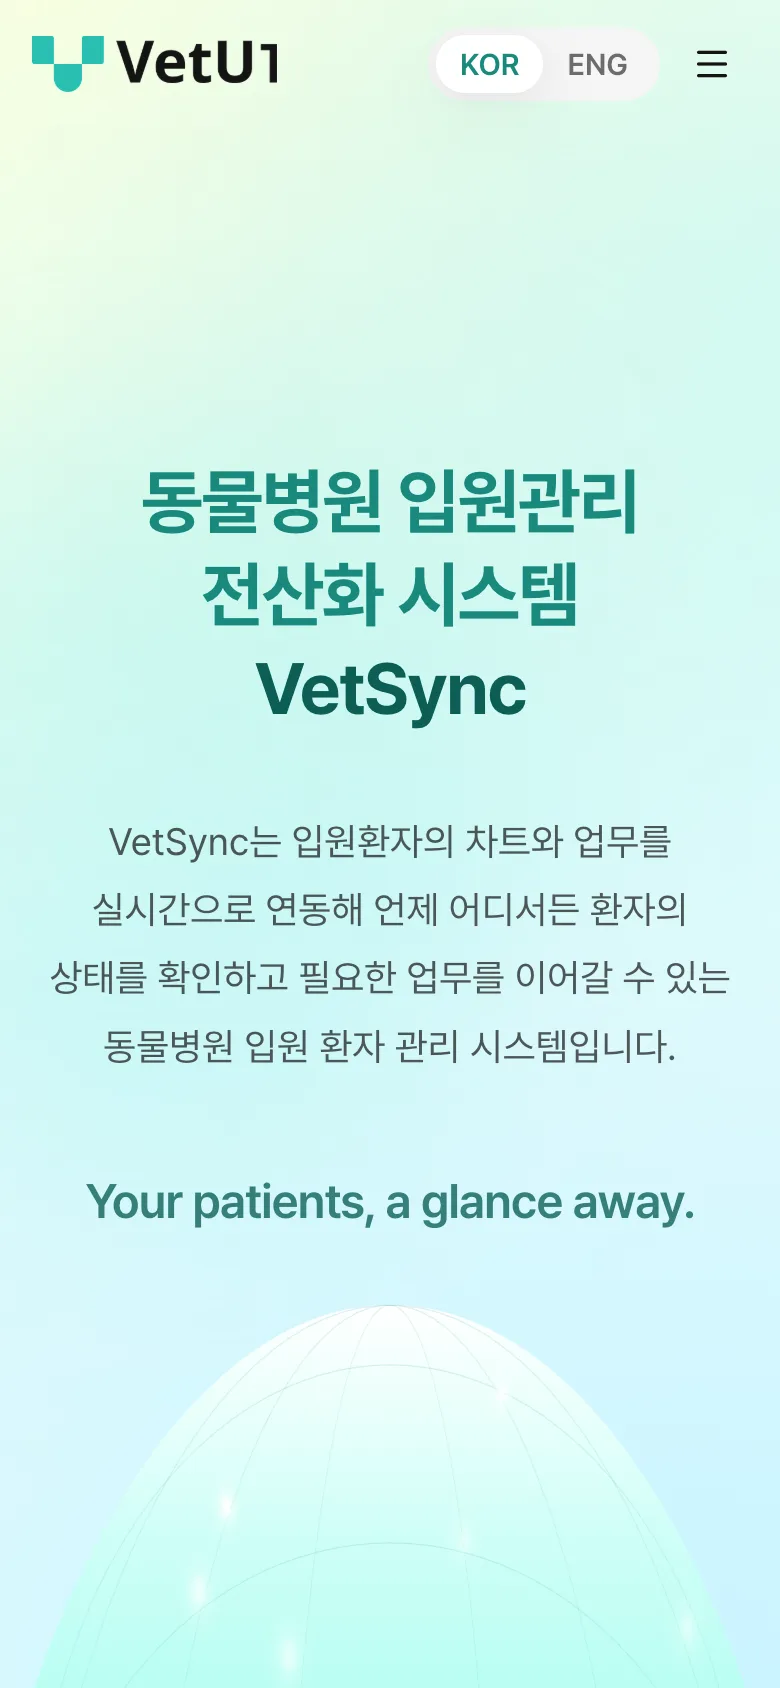 VetU1
KOR
ENG
동물병원 입원관리
전산화 시스템
VetSync
VetSync는 입원환자의 차트와 업무를
실시간으로 연동해 언제 어디서든 환자의
상태를 확인하고 필요한 업무를 이어갈 수 있는
동물병원 입원 환자 관리 시스템입니다.
Your patients, a glance away.